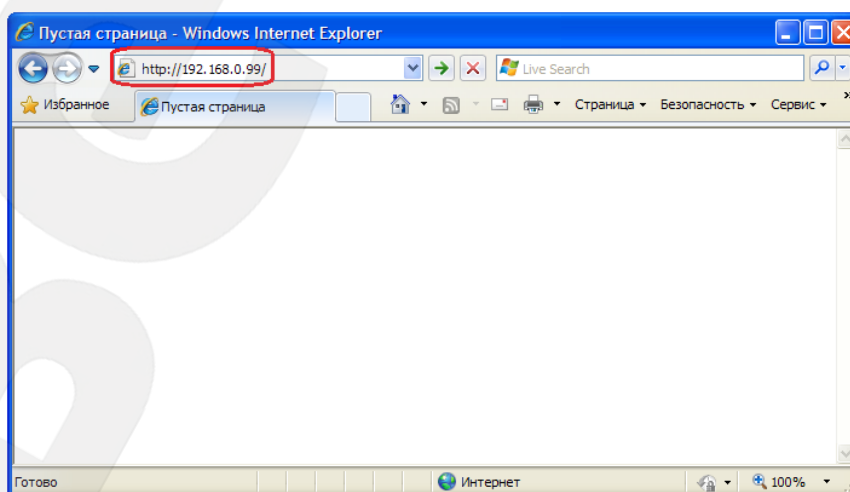 Пустая страница - Windows Internet Explorer
http://192.168.0.99/
Live Search
Избранное
Пустая страница
Страница
Безопасность
Сервис
»
Готово
Интернет
100%